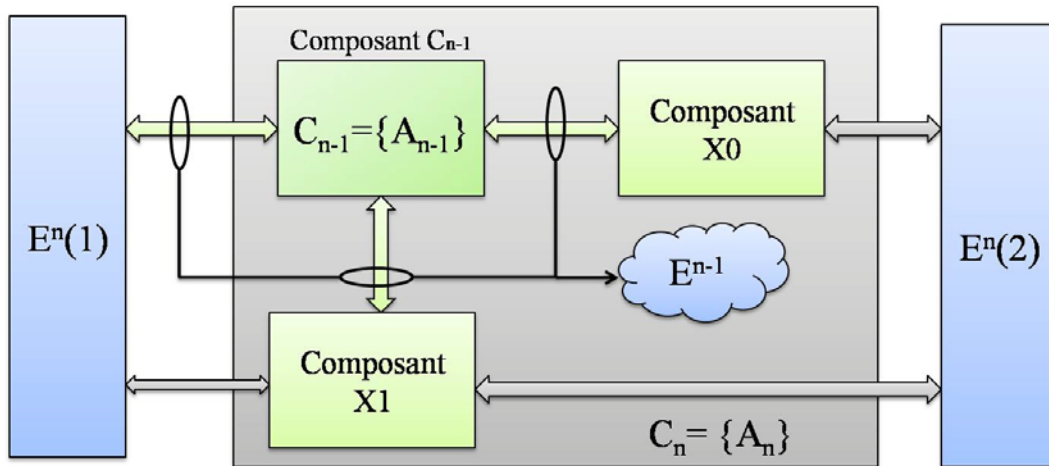 Composant Cₙ₋₁
Cₙ₋₁={Aₙ₋₁}
Composant
X0
Eⁿ(1)
Eⁿ(2)
Eⁿ⁻¹
Composant
X1
Cₙ= {Aₙ}